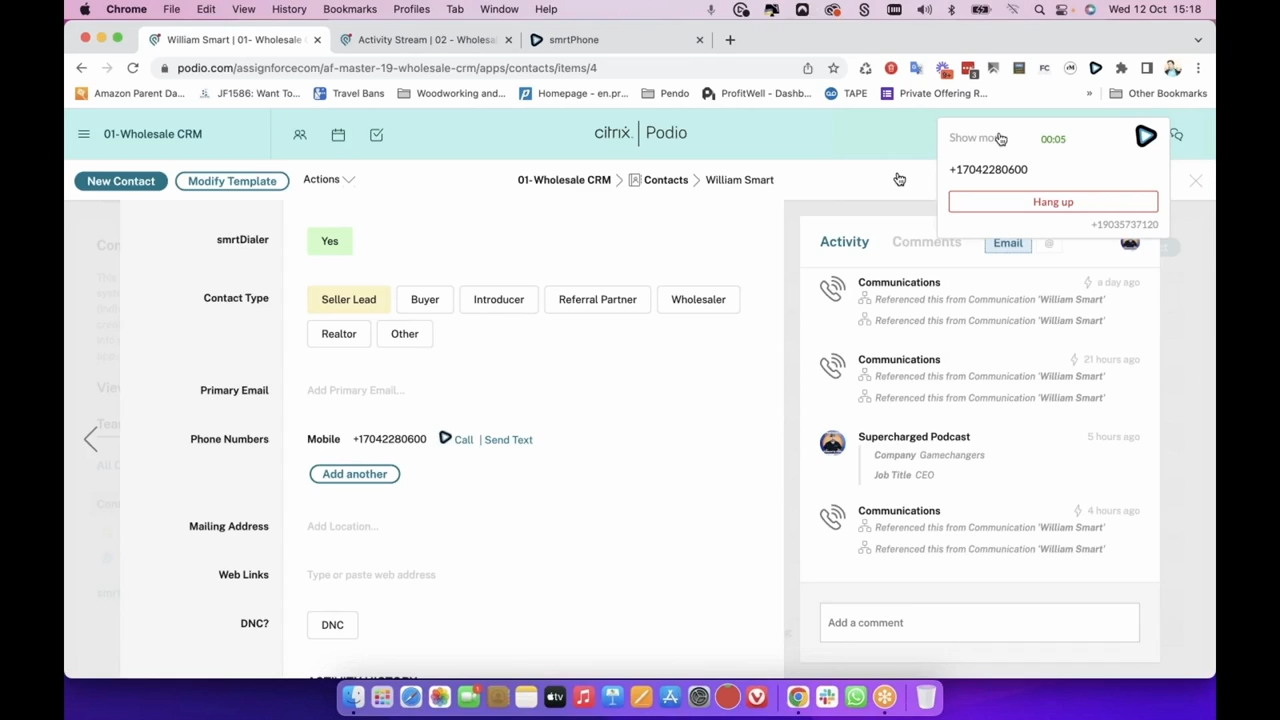 Chrome File Edit View History Bookmarks Profiles Tab Window Help Wed 12 Oct 15:18
William Smart | 01- Wholesale
Activity Stream | 02 - Wholesa
smrtPhone
podio.com/assignforcecom/af-master-19-wholesale-crm/apps/contacts/items/4
Amazon Parent Da... JF1586: Want To... Travel Bans Woodworking and... Homepage - en.pr... Pendo ProfitWell - Dashb... TAPE Private Offering R... » Other Bookmarks
01-Wholesale CRM
citrix | Podio
Show mo
00:05
+17042280600
Hang up
+19035737120
New Contact
Modify Template
Actions
01-Wholesale CRM Contacts William Smart
smrtDialer
Yes
Contact Type
Seller Lead Buyer Introducer Referral Partner Wholesaler
Realtor Other
Primary Email
Add Primary Email...
Phone Numbers
Mobile +17042280600 Call | Send Text
Add another
Mailing Address
Add Location...
Web Links
Type or paste web address
DNC?
DNC
Activity Comments Email @
Communications a day ago
Referenced this from Communication 'William Smart'
Referenced this from Communication 'William Smart'
Communications 21 hours ago
Referenced this from Communication 'William Smart'
Referenced this from Communication 'William Smart'
Supercharged Podcast 5 hours ago
Company Gamechangers
Job Title CEO
Communications 4 hours ago
Referenced this from Communication 'William Smart'
Referenced this from Communication 'William Smart'
Add a comment